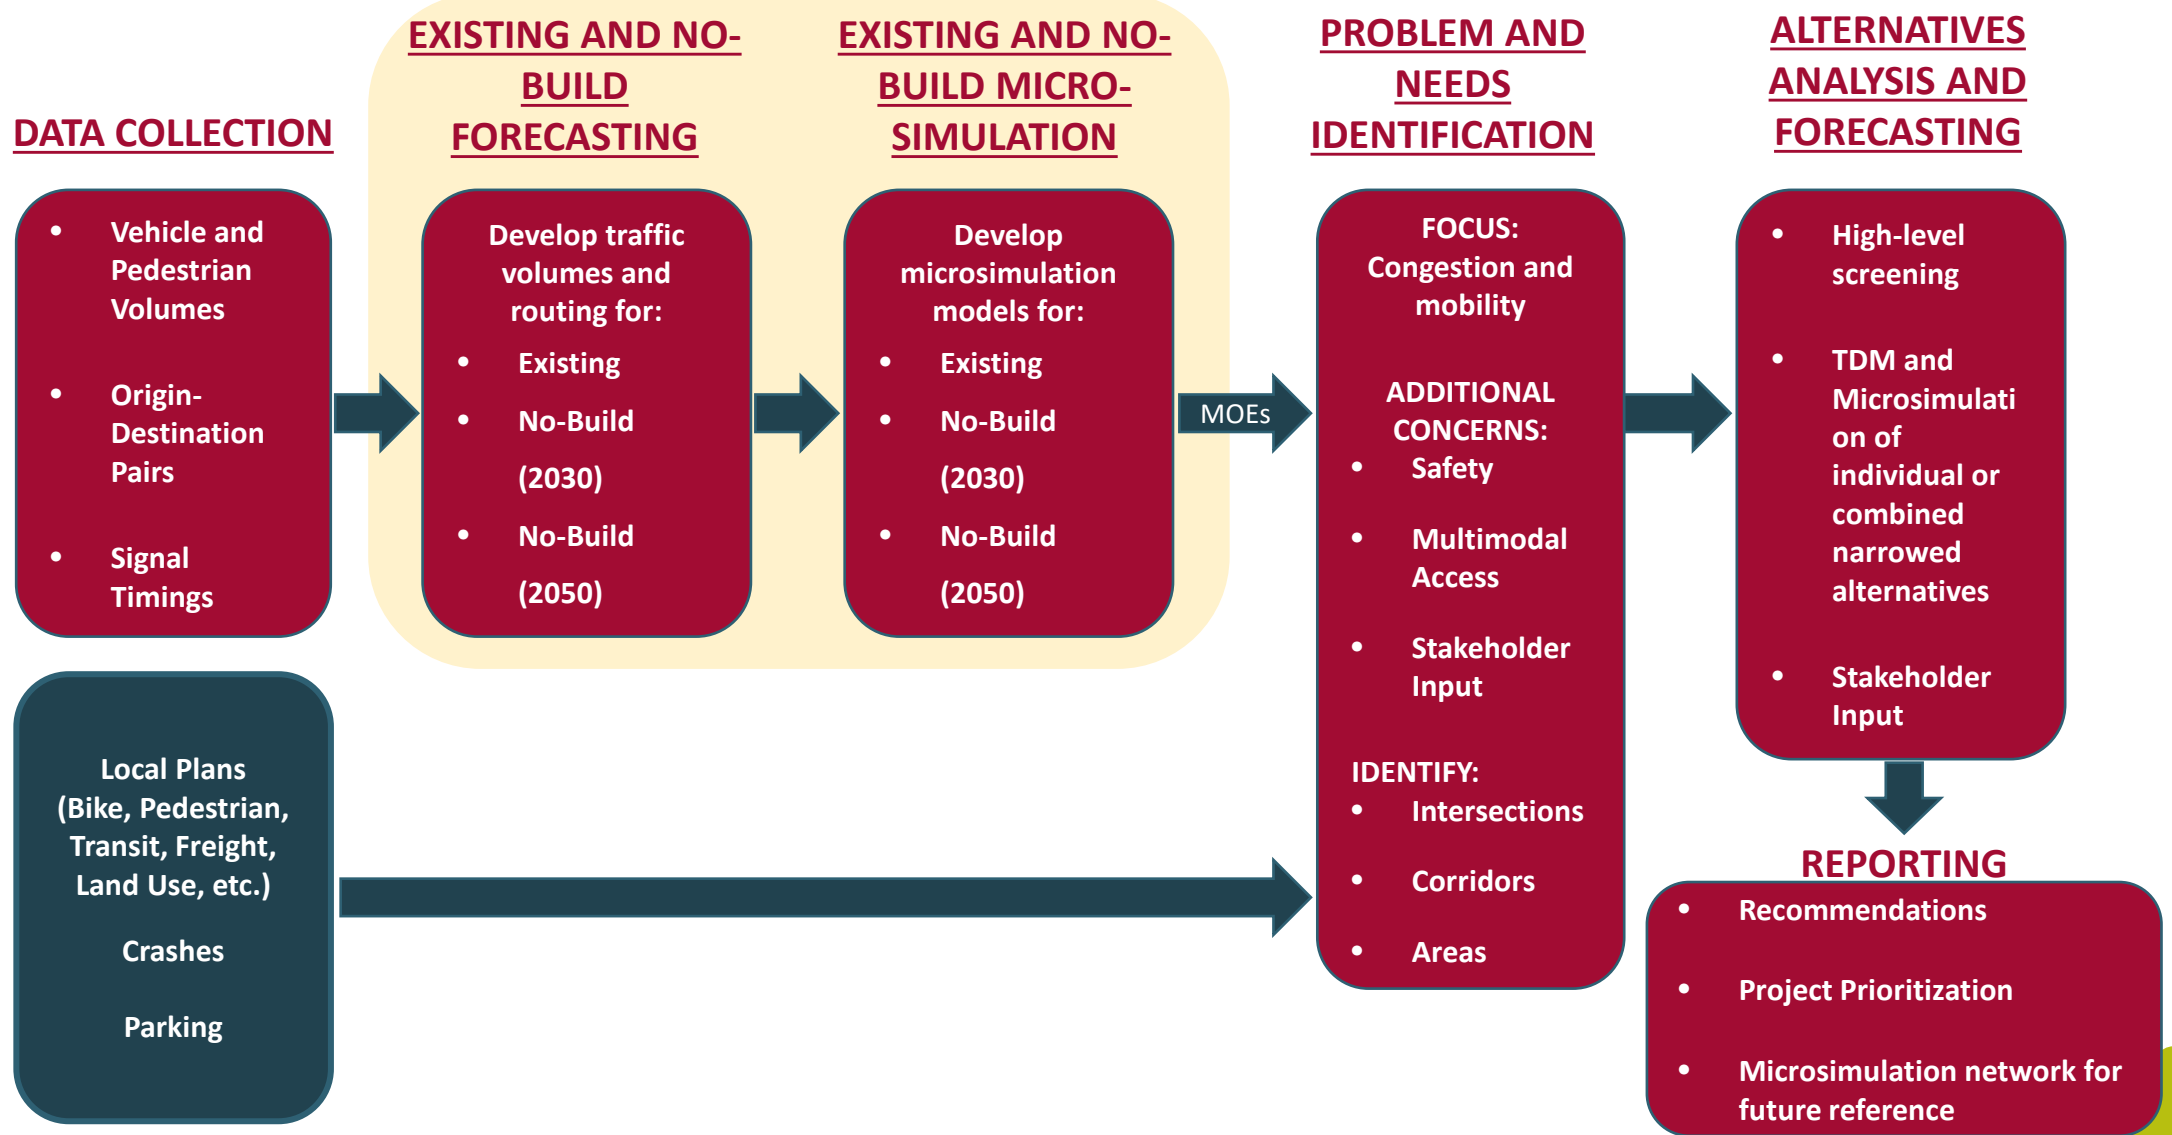 DATA COLLECTION
• Vehicle and
Pedestrian
Volumes
• Origin-
Destination
Pairs
• Signal
Timings
Local Plans
(Bike, Pedestrian,
Transit, Freight,
Land Use, etc.)
Crashes
Parking
EXISTING AND NO-
BUILD
FORECASTING
Develop traffic
volumes and
routing for:
• Existing
• No-Build
(2030)
• No-Build
(2050)
EXISTING AND NO-
BUILD MICRO-
SIMULATION
Develop
microsimulation
models for:
• Existing
• No-Build
(2030)
• No-Build
(2050)
MOEs
PROBLEM AND
NEEDS
IDENTIFICATION
FOCUS:
Congestion and
mobility
ADDITIONAL
CONCERNS:
• Safety
• Multimodal
Access
• Stakeholder
Input
IDENTIFY:
• Intersections
• Corridors
• Areas
ALTERNATIVES
ANALYSIS AND
FORECASTING
• High-level
screening
• TDM and
Microsimulati
on of
individual or
combined
narrowed
alternatives
• Stakeholder
Input
REPORTING
• Recommendations
• Project Prioritization
• Microsimulation network for
future reference